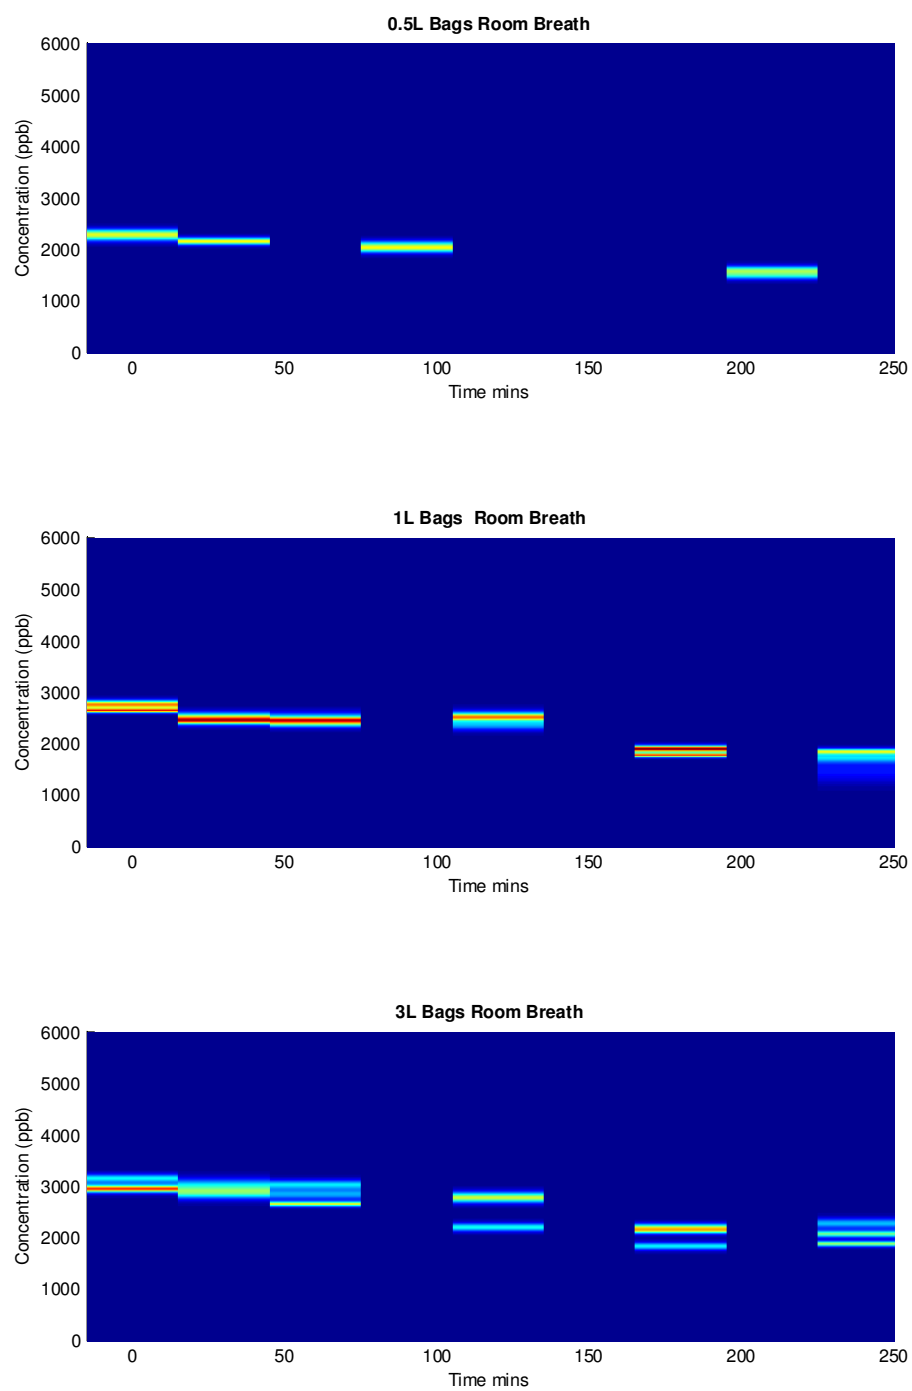 0.5L Bags Room Breath
6000
5000
4000
3000
2000
1000
0
Concentration (ppb)
0 50 100 150 200 250
Time mins
1L Bags  Room Breath
6000
5000
4000
3000
2000
1000
0
Concentration (ppb)
0 50 100 150 200 250
Time mins
3L Bags Room Breath
6000
5000
4000
3000
2000
1000
0
Concentration (ppb)
0 50 100 150 200 250
Time mins